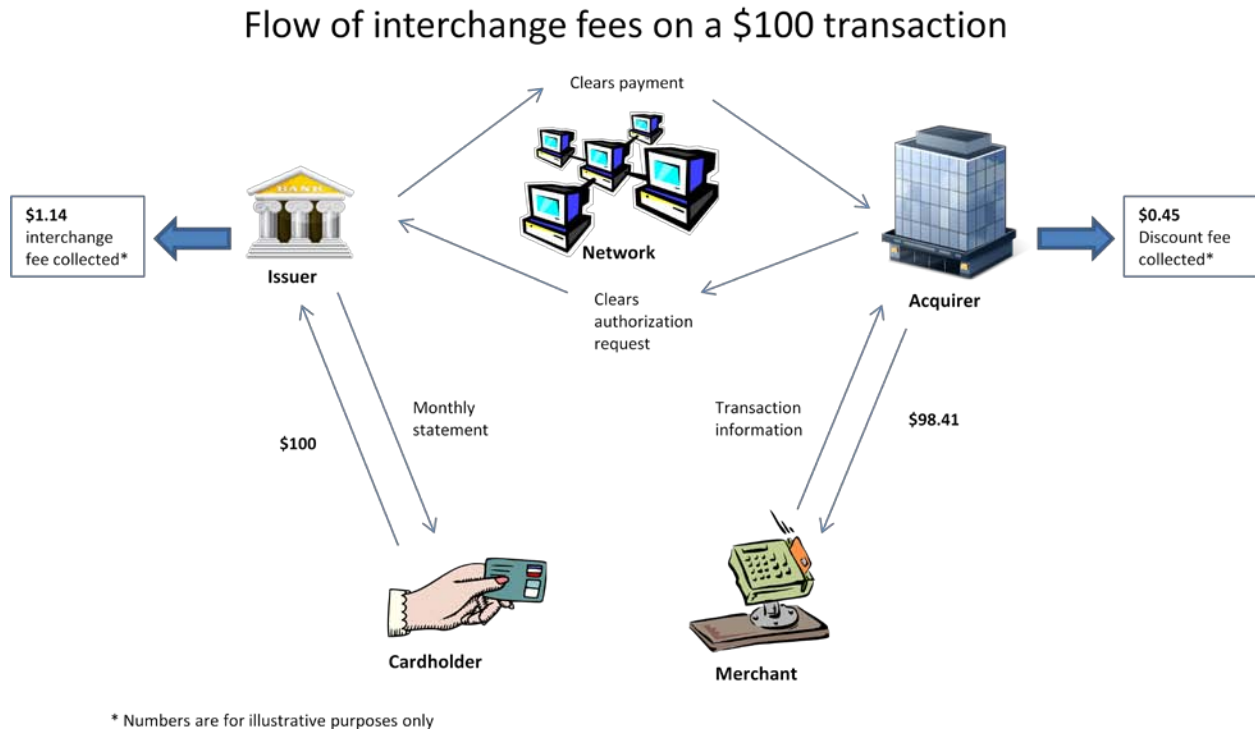 Flow of interchange fees on a $100 transaction
Clears payment
BANK
$1.14
interchange
fee collected*
Issuer
Network
$0.45
Discount fee
collected*
Acquirer
Clears
authorization
request
Monthly
statement
$100
Transaction
information
$98.41
Cardholder
Merchant
* Numbers are for illustrative purposes only